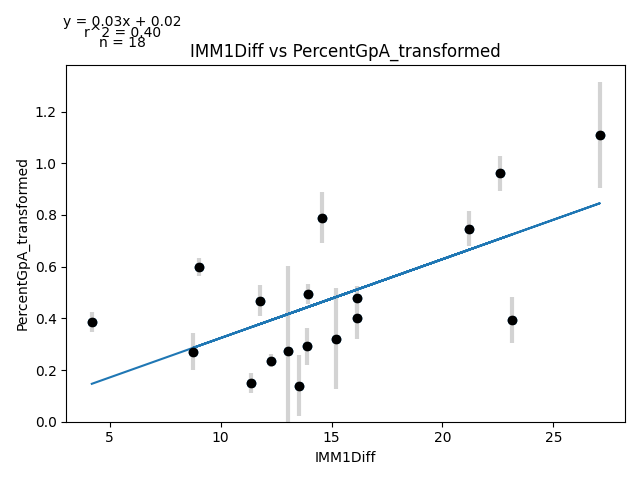 y = 0.03x + 0.02
r^2 = 0.40
n = 18
IMM1Diff vs PercentGpA_transformed
PercentGpA_transformed
1.2
1.0
0.8
0.6
0.4
0.2
0.0
5 10 15 20 25
IMM1Diff